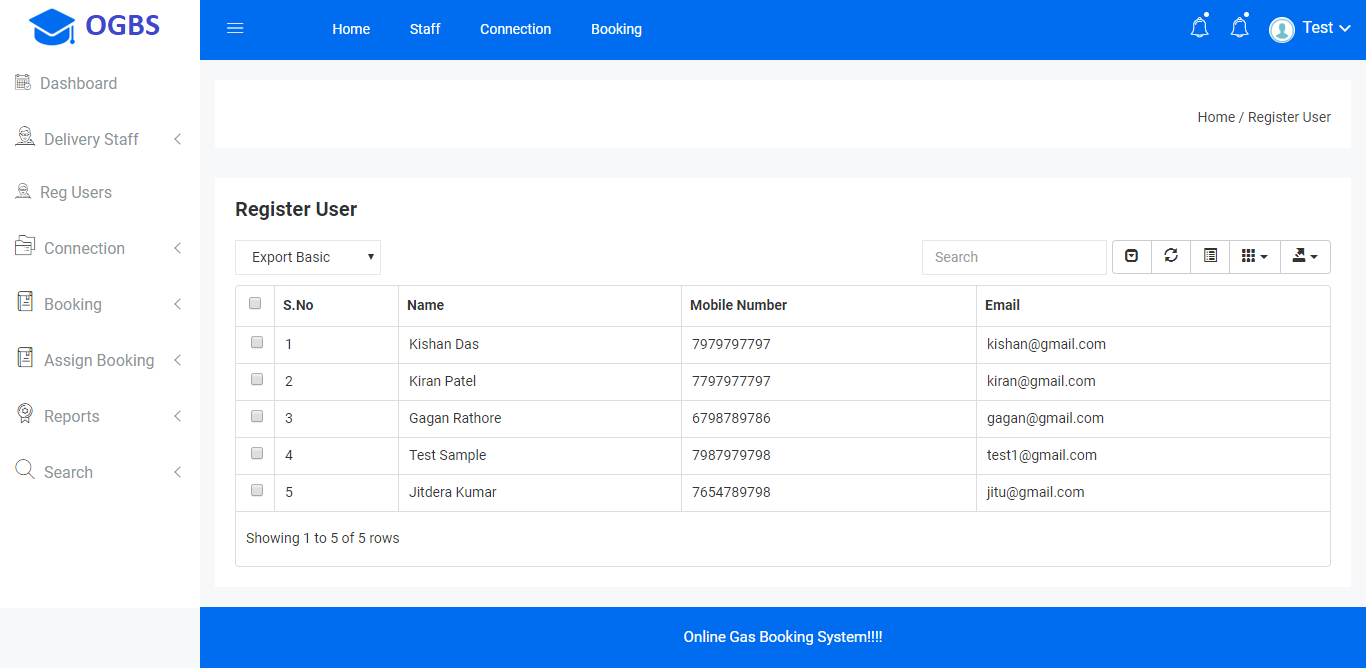 OGBS
Home Staff Connection Booking
Test
Dashboard
Delivery Staff
Reg Users
Connection
Booking
Assign Booking
Reports
Search
Home / Register User
Register User
Export Basic
Search
S.No Name Mobile Number Email
1 Kishan Das 7979797797 kishan@gmail.com
2 Kiran Patel 7797977797 kiran@gmail.com
3 Gagan Rathore 6798789786 gagan@gmail.com
4 Test Sample 7987979798 test1@gmail.com
5 Jitdera Kumar 7654789798 jitu@gmail.com
Showing 1 to 5 of 5 rows
Online Gas Booking System!!!!